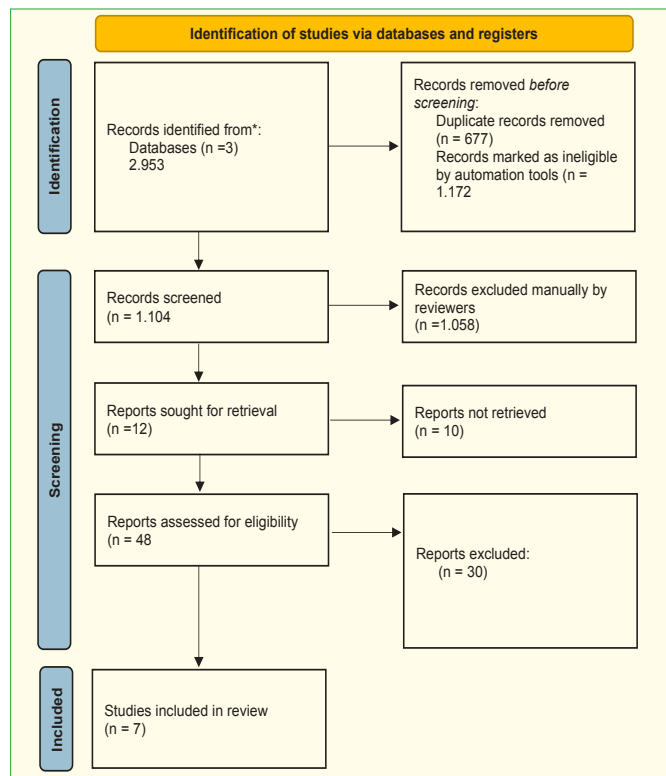 Identification of studies via databases and registers
Identification
Records identified from*:
Databases (n =3)
2.953
Records removed before
screening:
Duplicate records removed
(n = 677)
Records marked as ineligible
by automation tools (n =
1.172
Screening
Records screened
(n = 1.104
Records excluded manually by
reviewers
(n =1.058)
Reports sought for retrieval
(n =12)
Reports not retrieved
(n = 10)
Reports assessed for eligibility
(n = 48
Reports excluded:
(n = 30)
Included
Studies included in review
(n = 7)